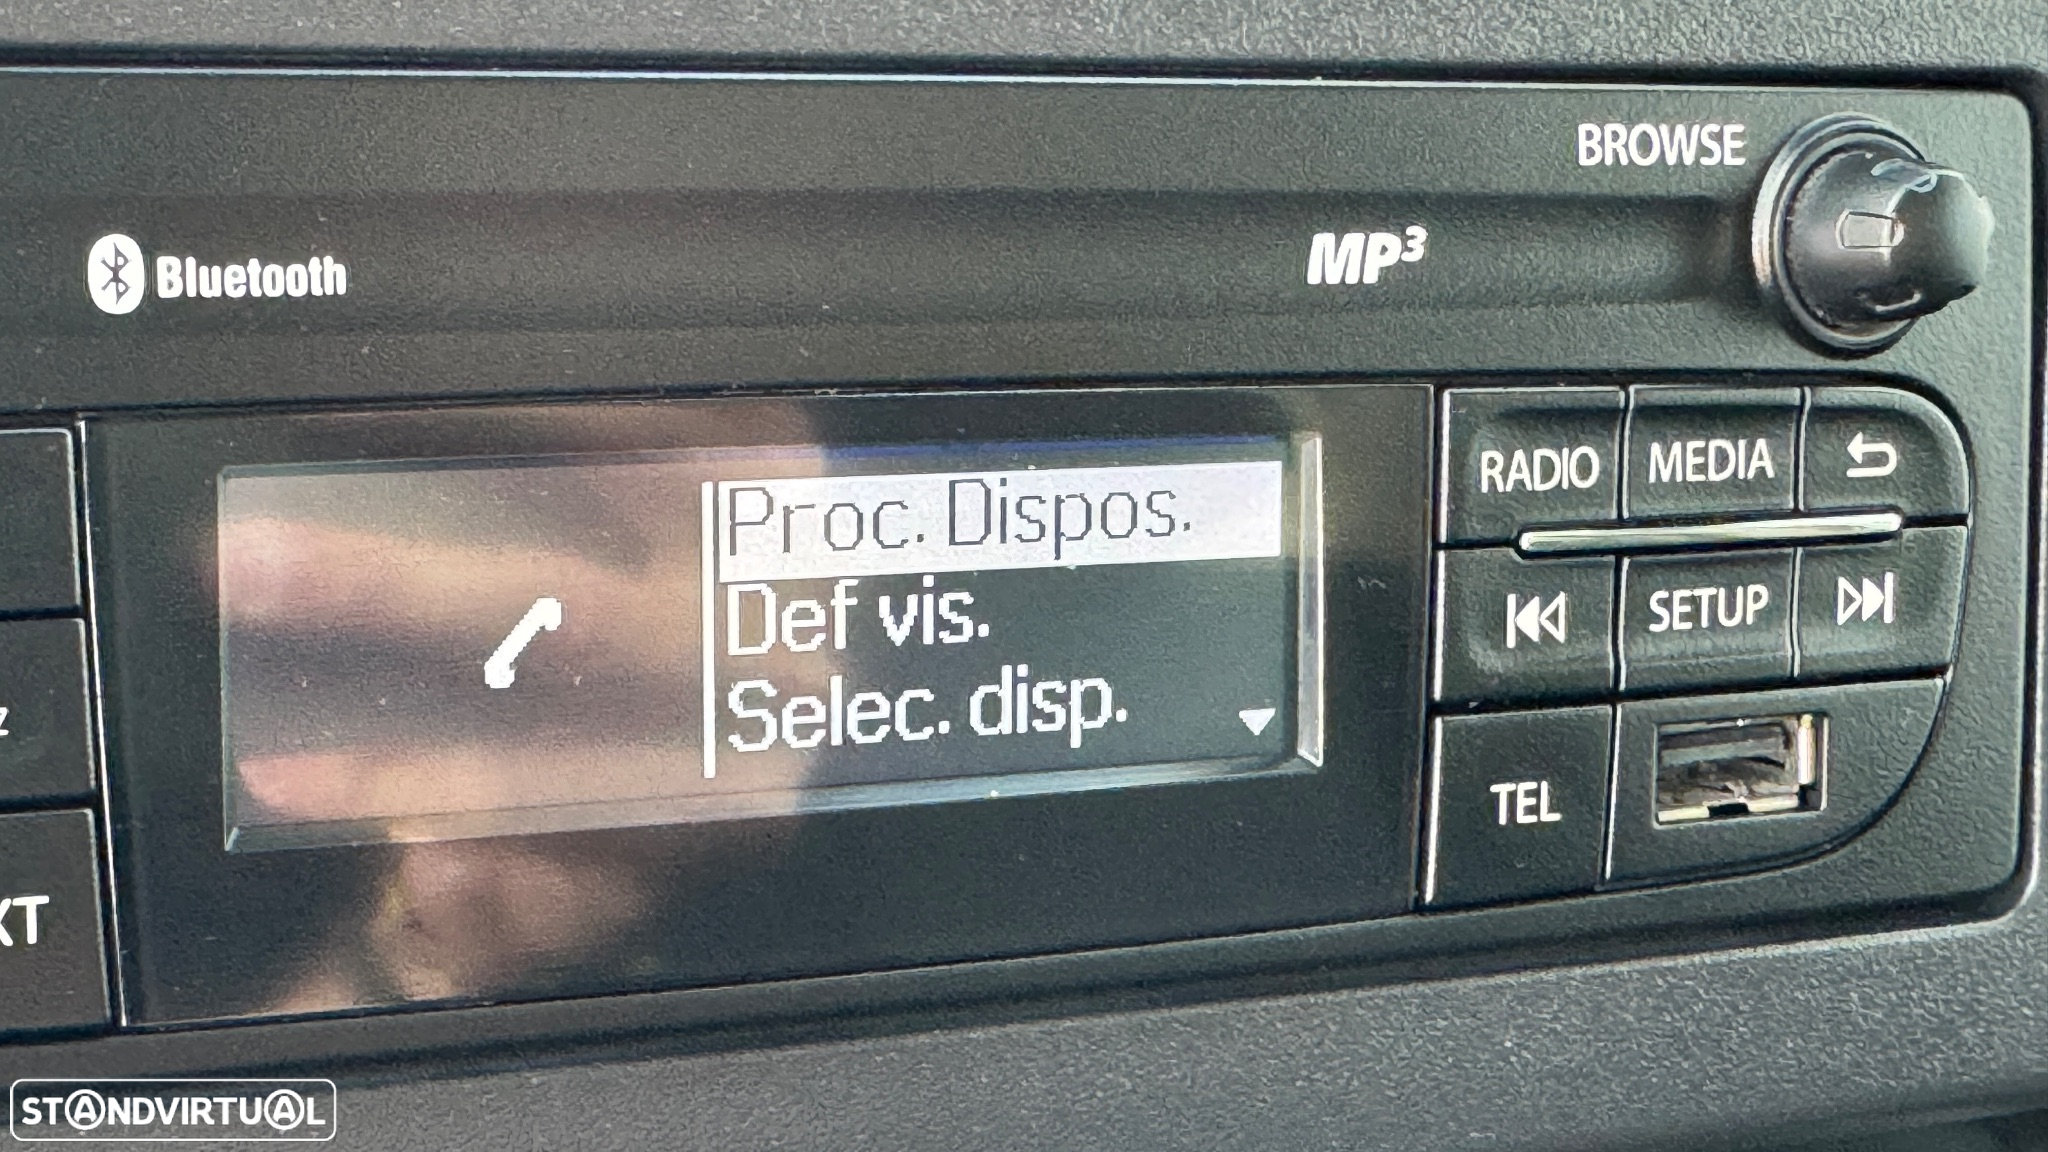 BROWSE
Bluetooth
MP3
RADIO
MEDIA
Proc. Dispos.
Def vis.
Selec. disp.
SETUP
TEL
XT
STANDVIRTUAL